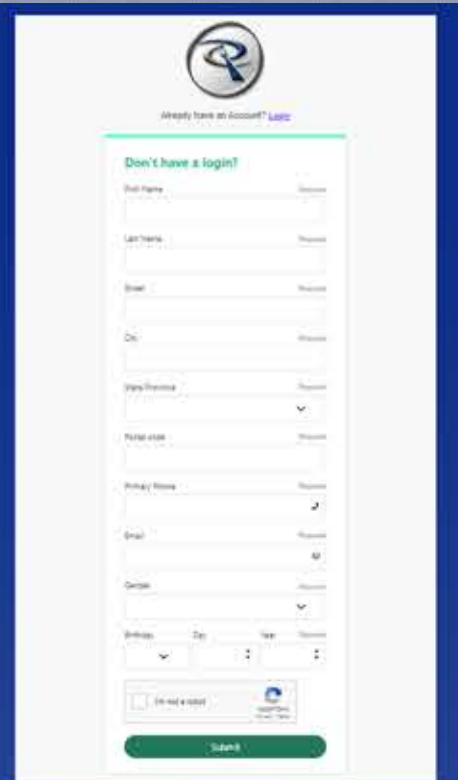 Already have an Account? Login
Don't have a login?
First Name Required
Last Name Required
Street Required
City Required
State/Province Required
Postal code Required
Primary Phone Required
Email Required
Gender Required
Birthday Day Year Required
I'm not a robot
reCAPTCHA
Submit